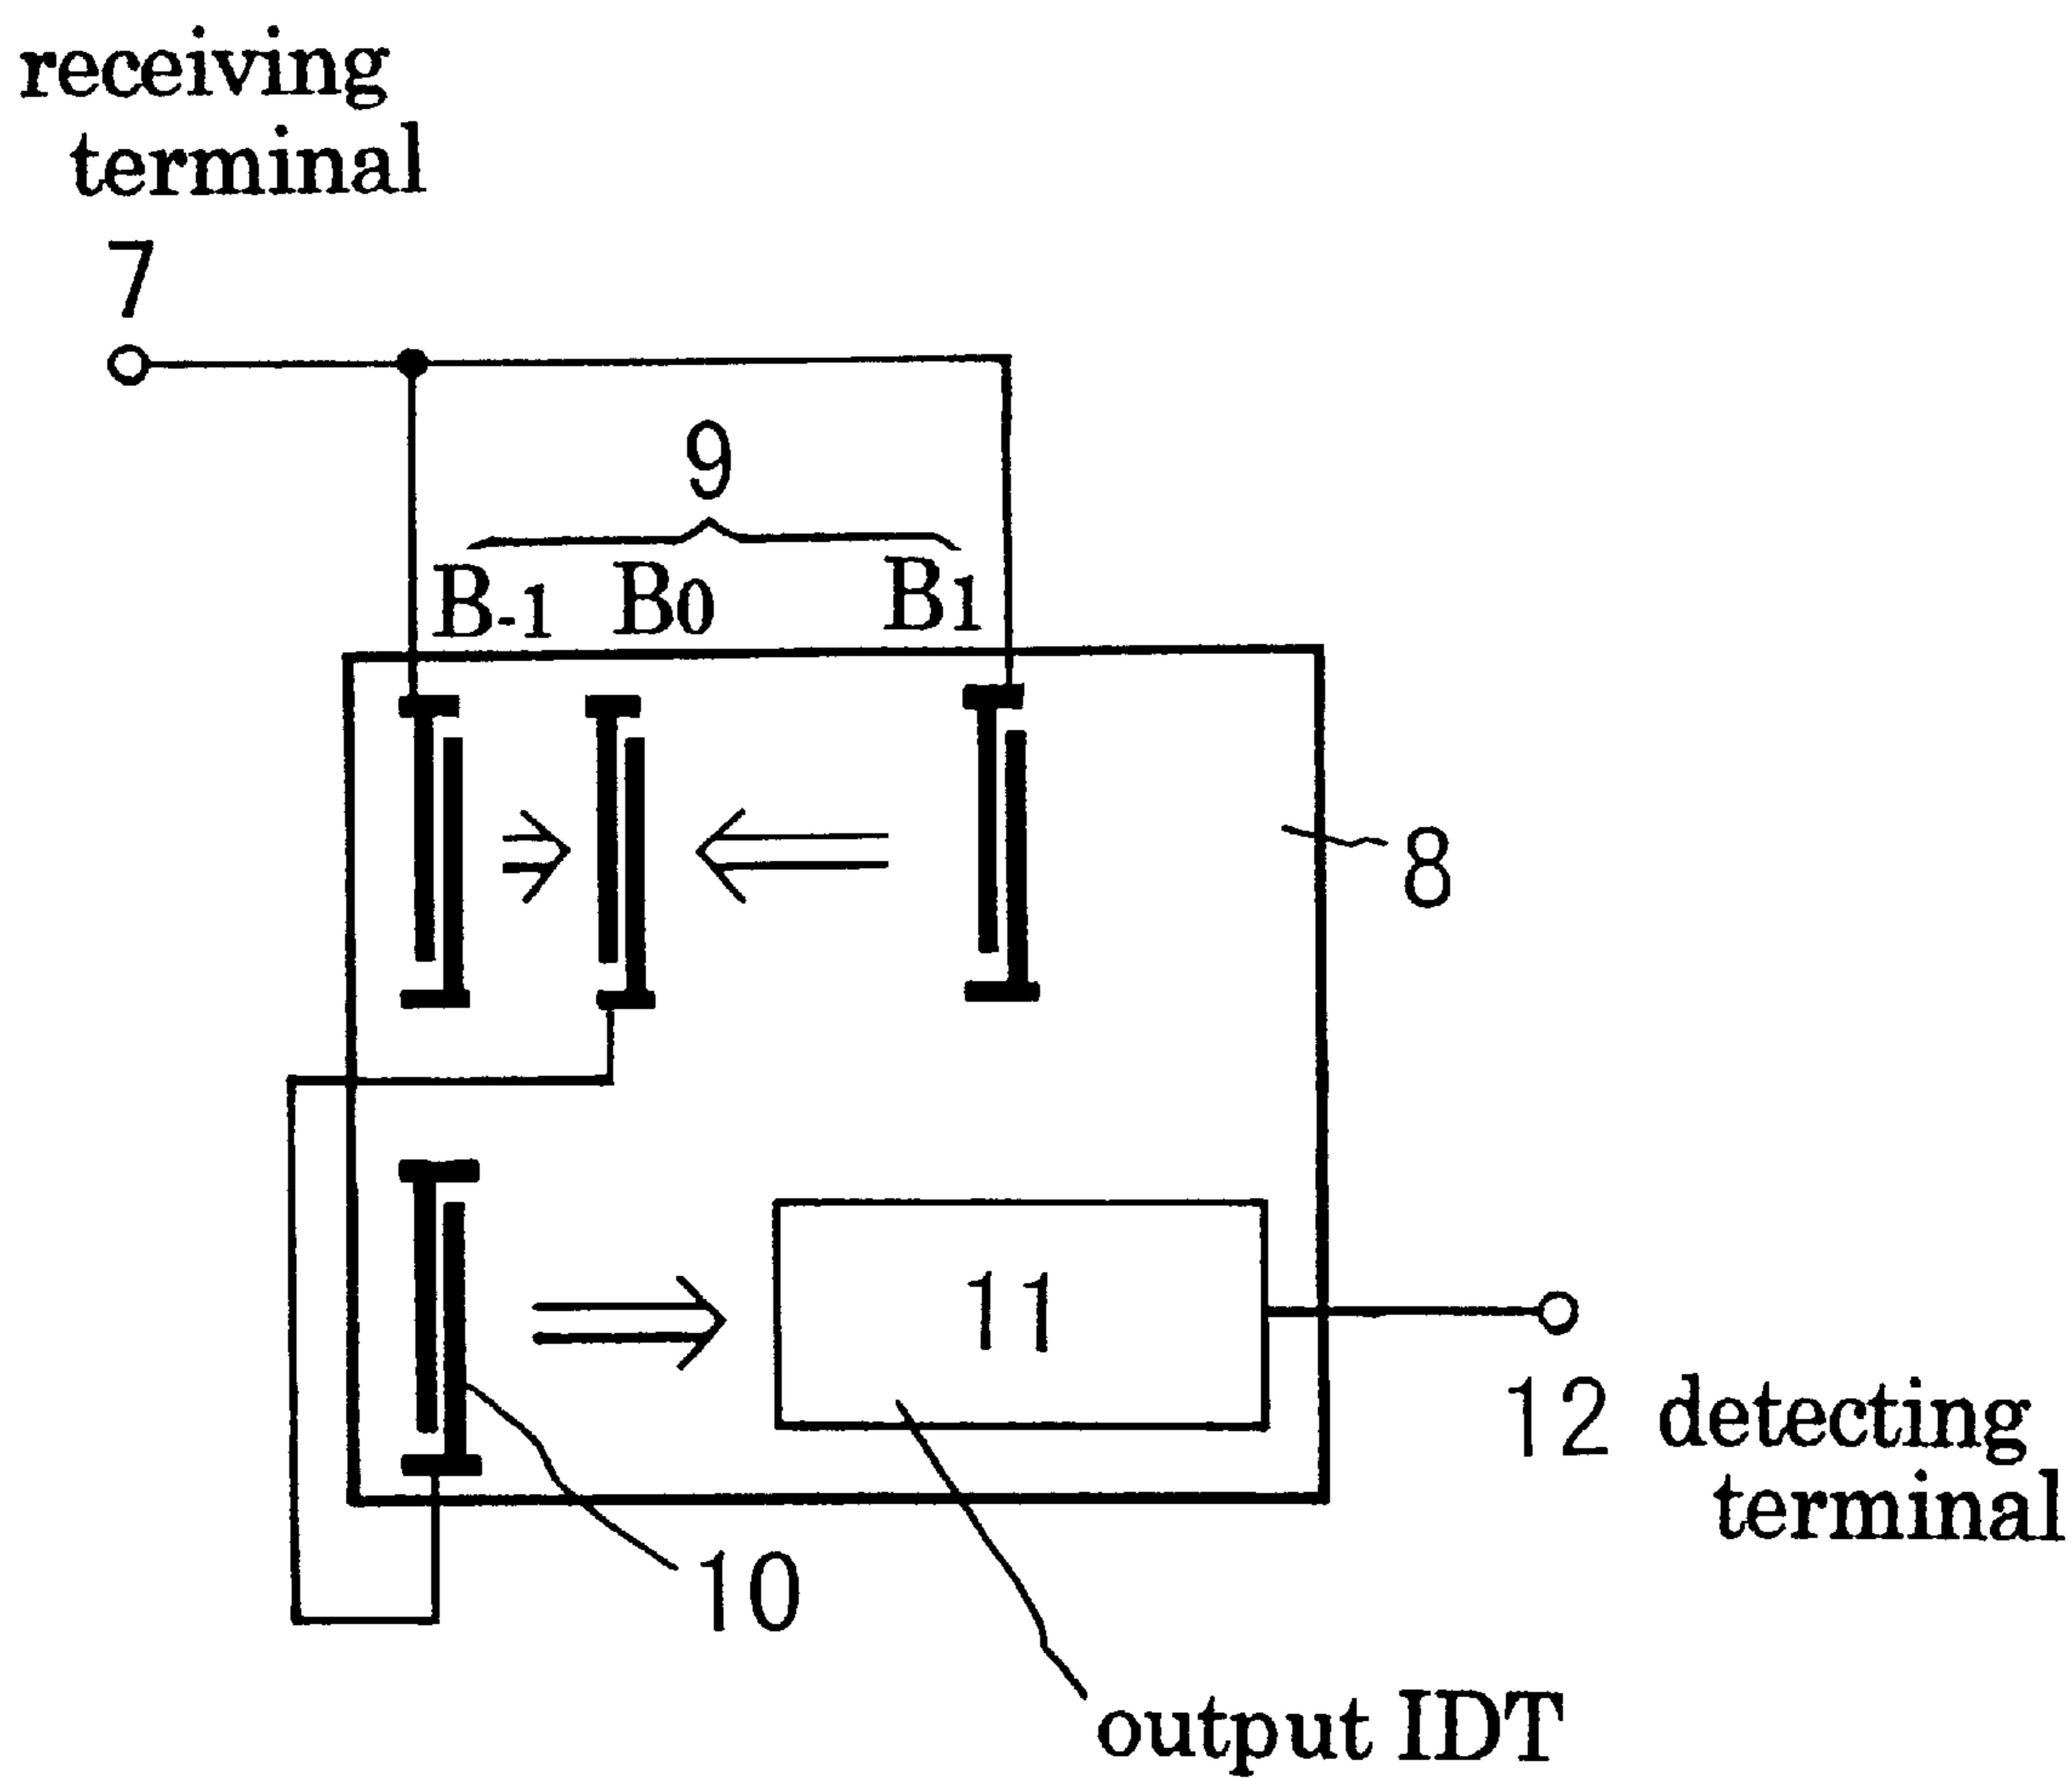 receiving
terminal
7
9
B-1 B0 B1
8
11
12 detecting
terminal
10
output IDT